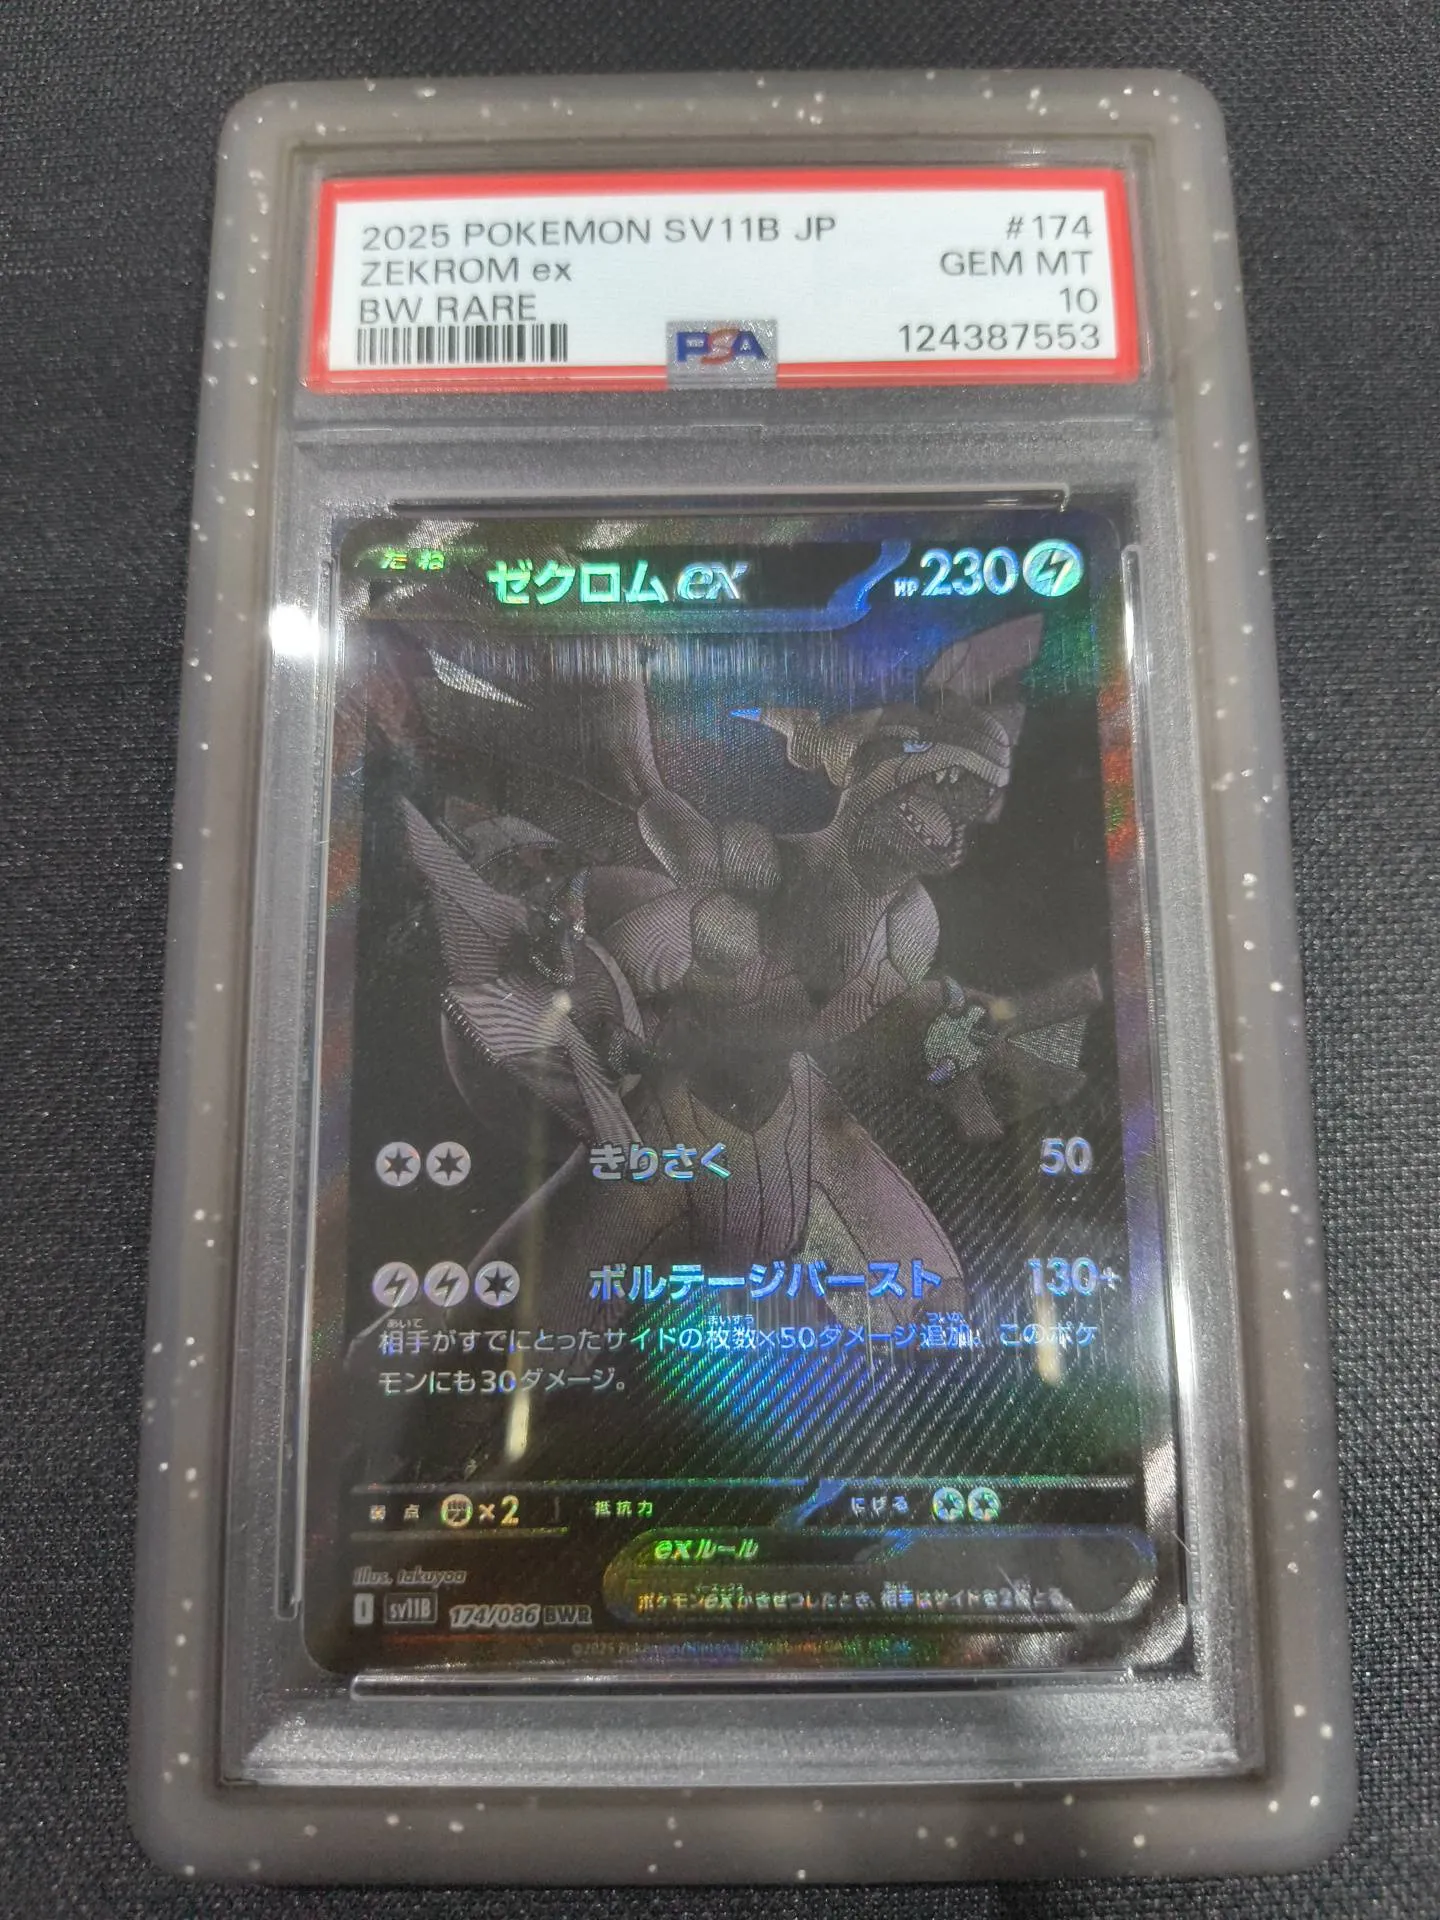 2025 POKEMON SV11B JP #174
ZEKROM ex GEM MT
BW RARE 10
PSA 124387553
たね ゼクロムex HP230
きりさく 50
ボルテージバースト 130+
相手がすでにとったサイドの枚数×50ダメージ追加。このポケ
モンにも30ダメージ。
弱点 ×2 抵抗力 にげる
exルール
ポケモンexがきぜつしたとき、相手はサイドを2枚とる。
Illus. takuyoa
I sv11B 174/086 BWR
©2025 Pokémon/Nintendo/Creatures/GAME FREAK